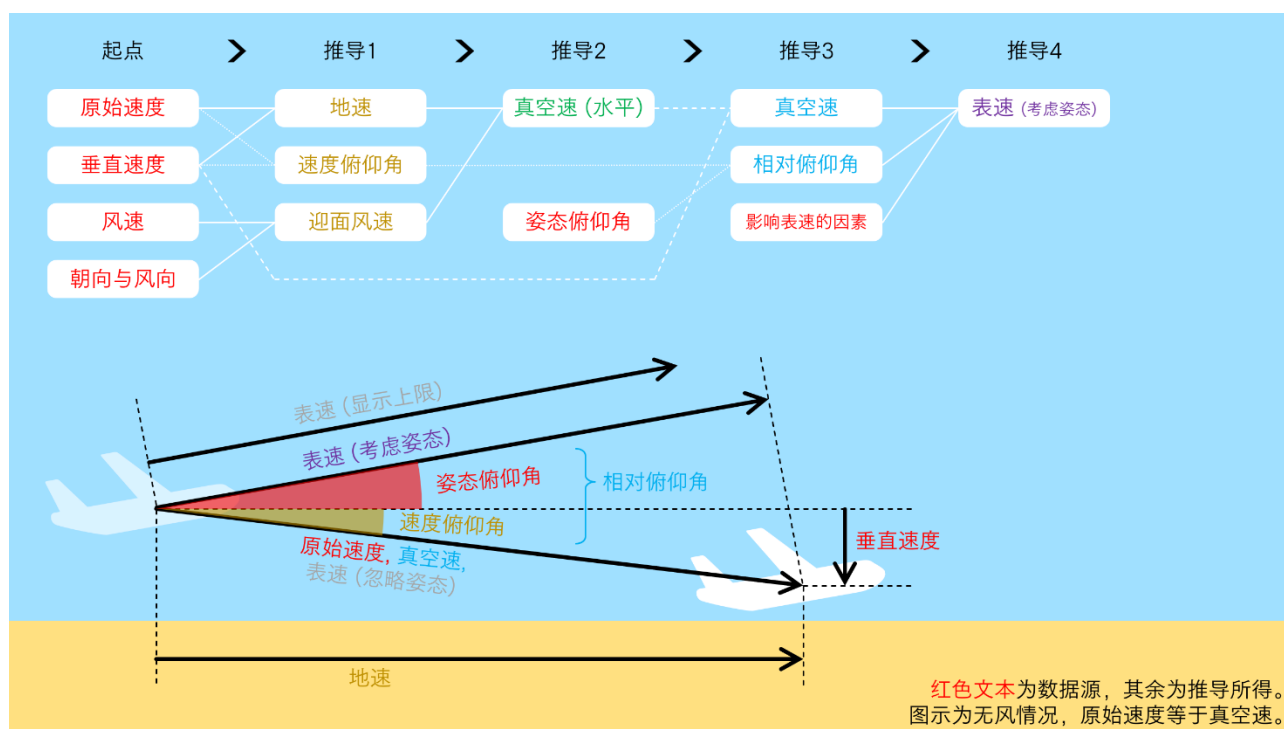 起点
推导1
推导2
推导3
推导4
原始速度
地速
真空速 (水平)
真空速
表速 (考虑姿态)
垂直速度
速度俯仰角
相对俯仰角
风速
迎面风速
姿态俯仰角
影响表速的因素
朝向与风向
表速 (显示上限)
表速 (考虑姿态)
姿态俯仰角
相对俯仰角
速度俯仰角
原始速度, 真空速,
表速 (忽略姿态)
垂直速度
地速
红色文本为数据源，其余为推导所得。
图示为无风情况，原始速度等于真空速。